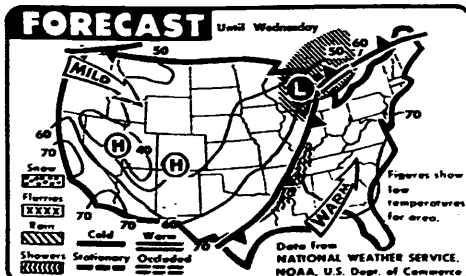 FORECAST Until Wednesday
50
50 60
MILD
L
60
70
H 40
H
70
70
Snow
Flurries
Rain
Showers
70 70 60
70
Cold Warm
Stationary Occluded
WARM
Figures show
low
temperatures
for area.
Data from
NATIONAL WEATHER SERVICE,
NOAA, U.S. Dept. of Commerce